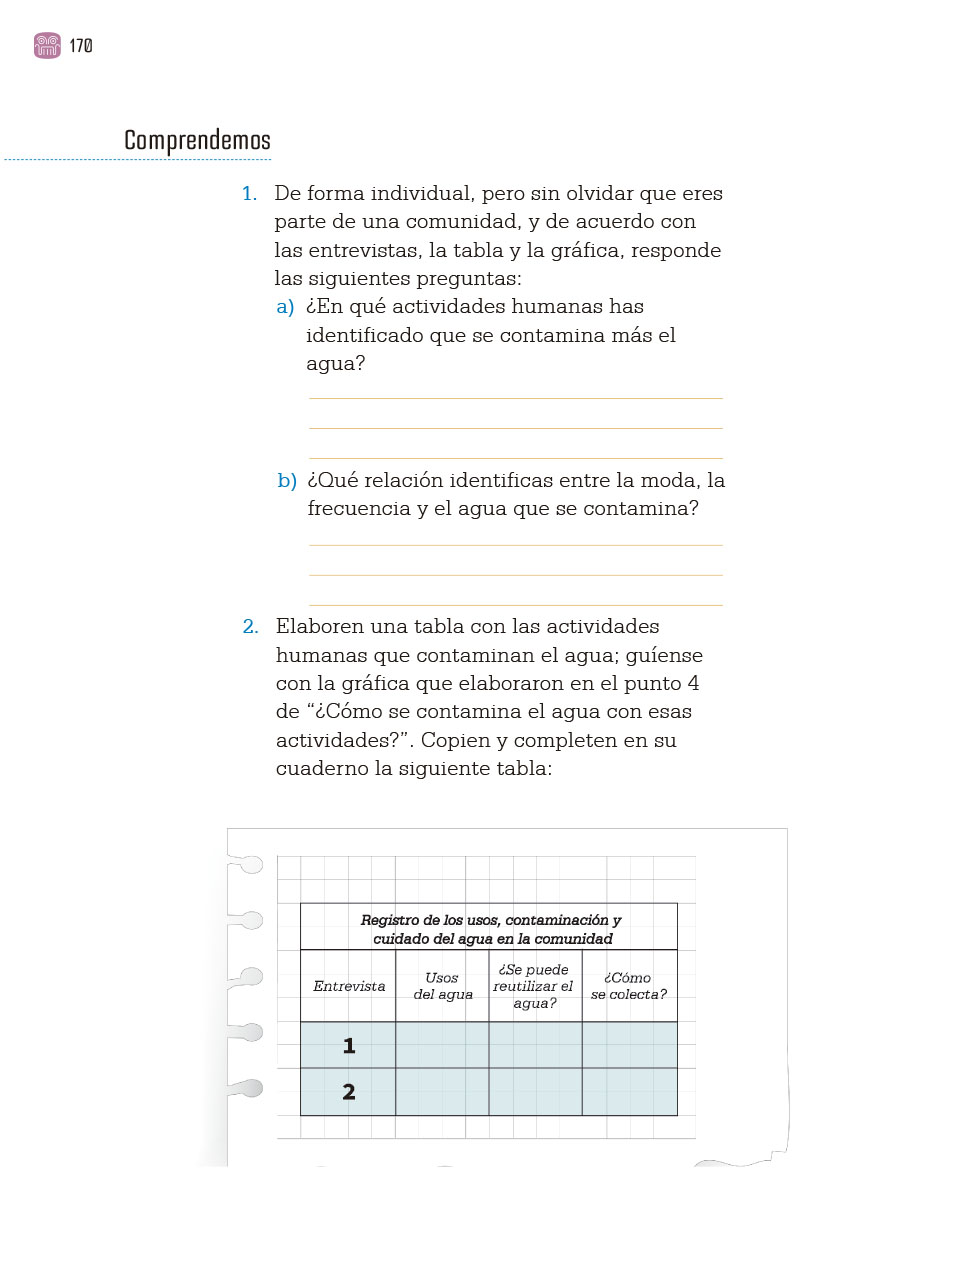 170
Comprendemos
1. De forma individual, pero sin olvidar que eres
parte de una comunidad, y de acuerdo con
las entrevistas, la tabla y la gráfica, responde
las siguientes preguntas:
a) ¿En qué actividades humanas has
identificado que se contamina más el
agua?
b) ¿Qué relación identificas entre la moda, la
frecuencia y el agua que se contamina?
2. Elaboren una tabla con las actividades
humanas que contaminan el agua; guíense
con la gráfica que elaboraron en el punto 4
de “¿Cómo se contamina el agua con esas
actividades?”. Copien y completen en su
cuaderno la siguiente tabla:
Registro de los usos, contaminación y
cuidado del agua en la comunidad
Entrevista
Usos
del agua
¿Se puede
reutilizar el
agua?
¿Cómo
se colecta?
1
2